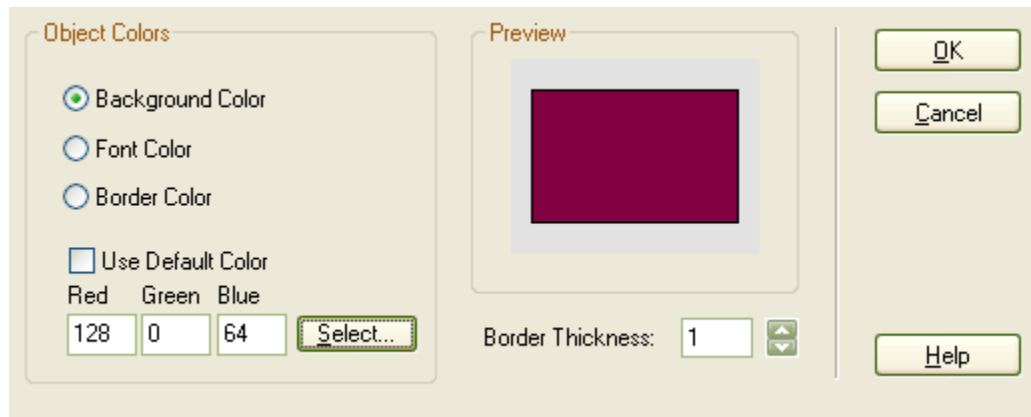 Object Colors
Background Color
Font Color
Border Color
Use Default Color
Red Green Blue
128 0 64 Select...
Preview
Border Thickness: 1
OK
Cancel
Help